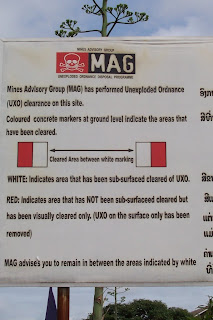 MINES ADVISORY GROUP
MAG
UNEXPLODED ORDNANCE DISPOSAL PROGRAMME
Mines Advisory Group (MAG) has performed Unexploded Ordnance
(UXO) clearance on this site.
Coloured concrete markers at ground level indicate the areas
that have been cleared.
Cleared Area between white marking
WHITE: Indicates area that has been sub-surfaced cleared of UXO.
RED: Indicates area that has NOT been sub-surfaced cleared but
has been visually cleared only. (UXO on the surface only has been
removed)
MAG advises you to remain in between the areas indicated by white